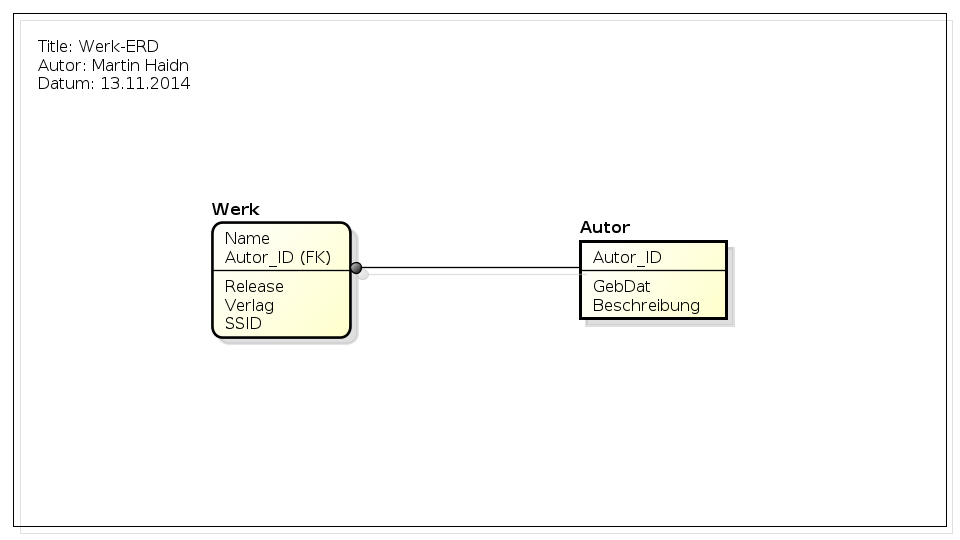 Title: Werk-ERD
Autor: Martin Haidn
Datum: 13.11.2014
Werk
Name
Autor_ID (FK)
Release
Verlag
SSID
Autor
Autor_ID
GebDat
Beschreibung